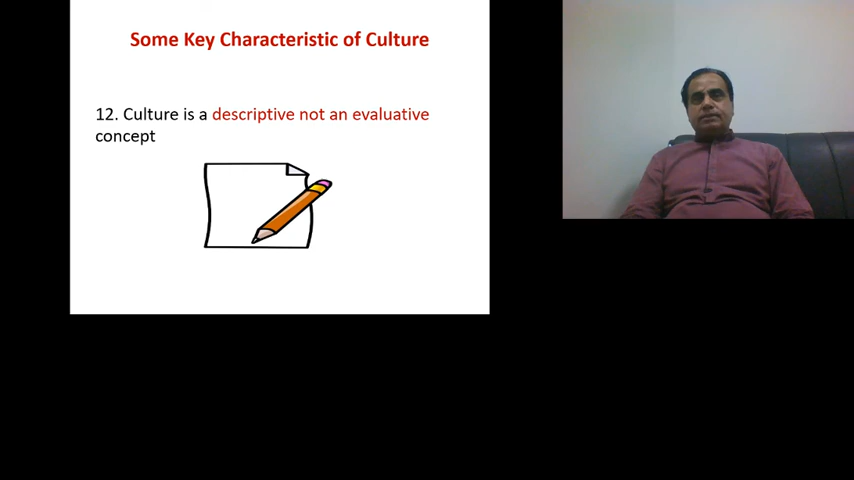 Some Key Characteristic of Culture
12. Culture is a descriptive not an evaluative
concept